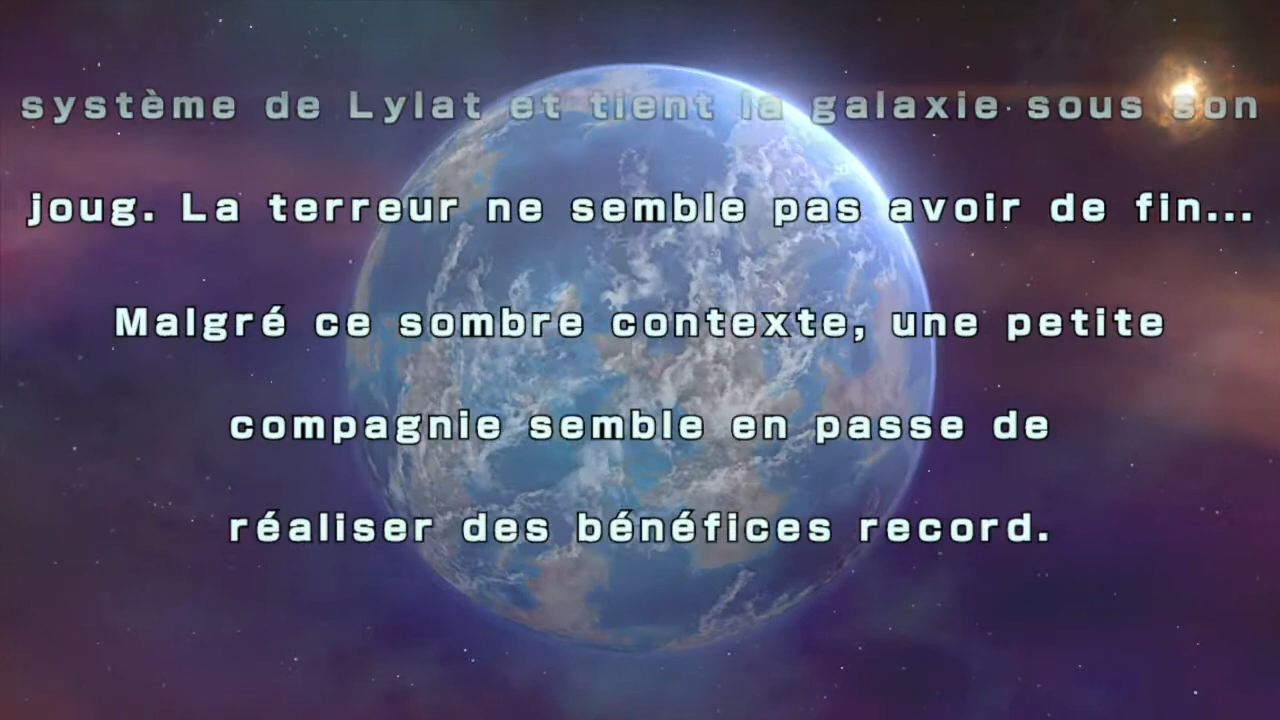 système de Lylat et tient la galaxie sous son
joug. La terreur ne semble pas avoir de fin...
Malgré ce sombre contexte, une petite
compagnie semble en passe de
réaliser des bénéfices record.